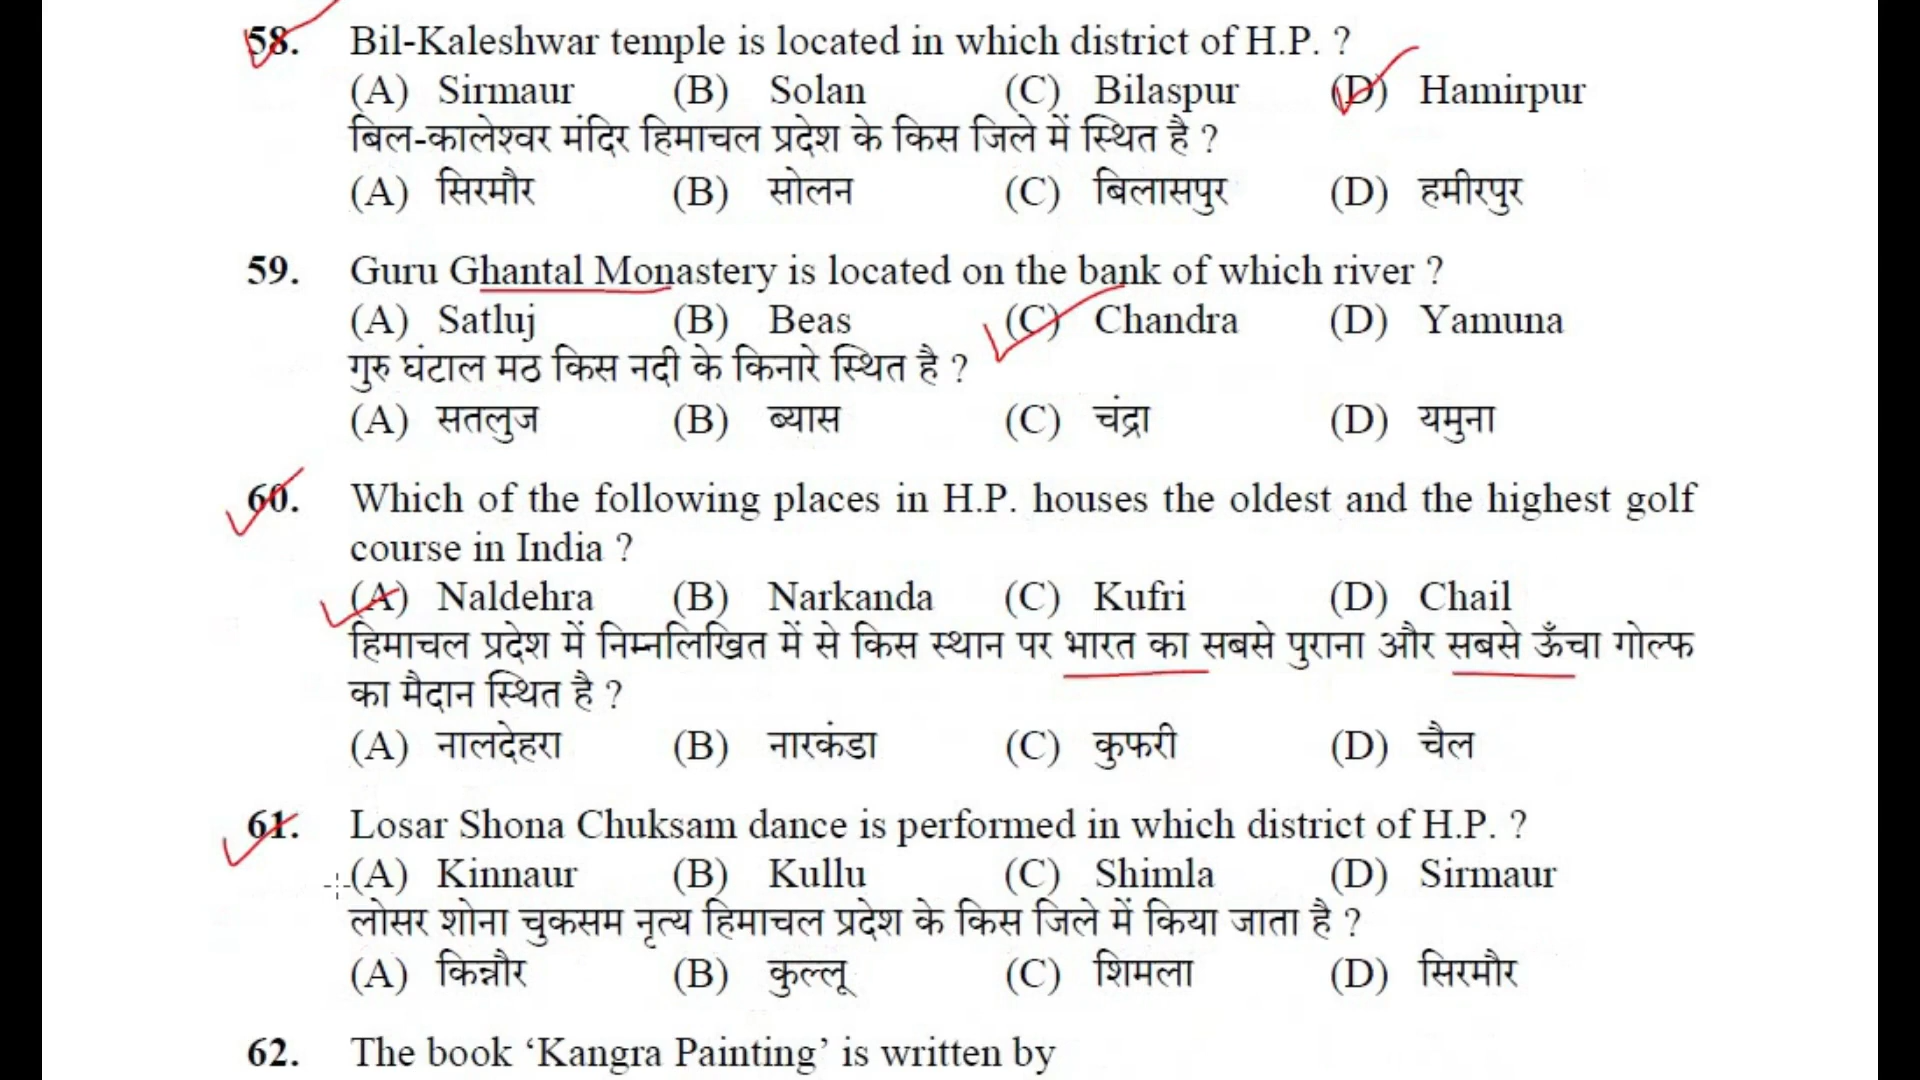 58. Bil-Kaleshwar temple is located in which district of H.P. ?
(A) Sirmaur (B) Solan (C) Bilaspur (D) Hamirpur
बिल-कालेश्वर मंदिर हिमाचल प्रदेश के किस जिले में स्थित है ?
(A) सिरमौर (B) सोलन (C) बिलासपुर (D) हमीरपुर
59. Guru Ghantal Monastery is located on the bank of which river ?
(A) Satluj (B) Beas (C) Chandra (D) Yamuna
गुरु घंटाल मठ किस नदी के किनारे स्थित है ?
(A) सतलुज (B) ब्यास (C) चंद्रा (D) यमुना
60. Which of the following places in H.P. houses the oldest and the highest golf
course in India ?
(A) Naldehra (B) Narkanda (C) Kufri (D) Chail
हिमाचल प्रदेश में निम्नलिखित में से किस स्थान पर भारत का सबसे पुराना और सबसे ऊँचा गोल्फ
का मैदान स्थित है ?
(A) नालदेहरा (B) नारकंडा (C) कुफरी (D) चैल
61. Losar Shona Chuksam dance is performed in which district of H.P. ?
(A) Kinnaur (B) Kullu (C) Shimla (D) Sirmaur
लोसर शोना चुकसम नृत्य हिमाचल प्रदेश के किस जिले में किया जाता है ?
(A) किन्नौर (B) कुल्लू (C) शिमला (D) सिरमौर
62. The book ‘Kangra Painting’ is written by